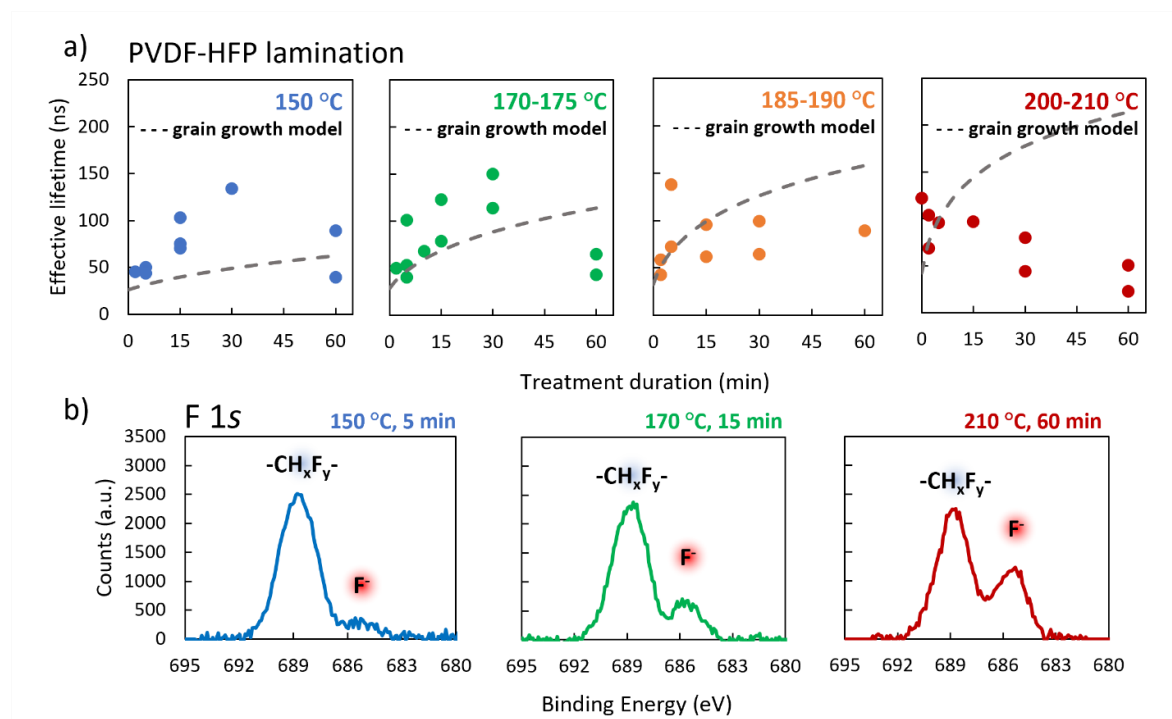 a) PVDF-HFP lamination
Effective lifetime (ns)
250
200
150
100
50
0
150 °C
grain growth model
0 15 30 45 60
170-175 °C
grain growth model
0 15 30 45 60
185-190 °C
grain growth model
0 15 30 45 60
200-210 °C
grain growth model
0 15 30 45 60
Treatment duration (min)
b) F 1s
Counts (a.u.)
3500
3000
2500
2000
1500
1000
500
0
150 °C, 5 min
-CHxFy-
F-
695 692 689 686 683 680
170 °C, 15 min
-CHxFy-
F-
695 692 689 686 683 680
210 °C, 60 min
-CHxFy-
F-
695 692 689 686 683 680
Binding Energy (eV)